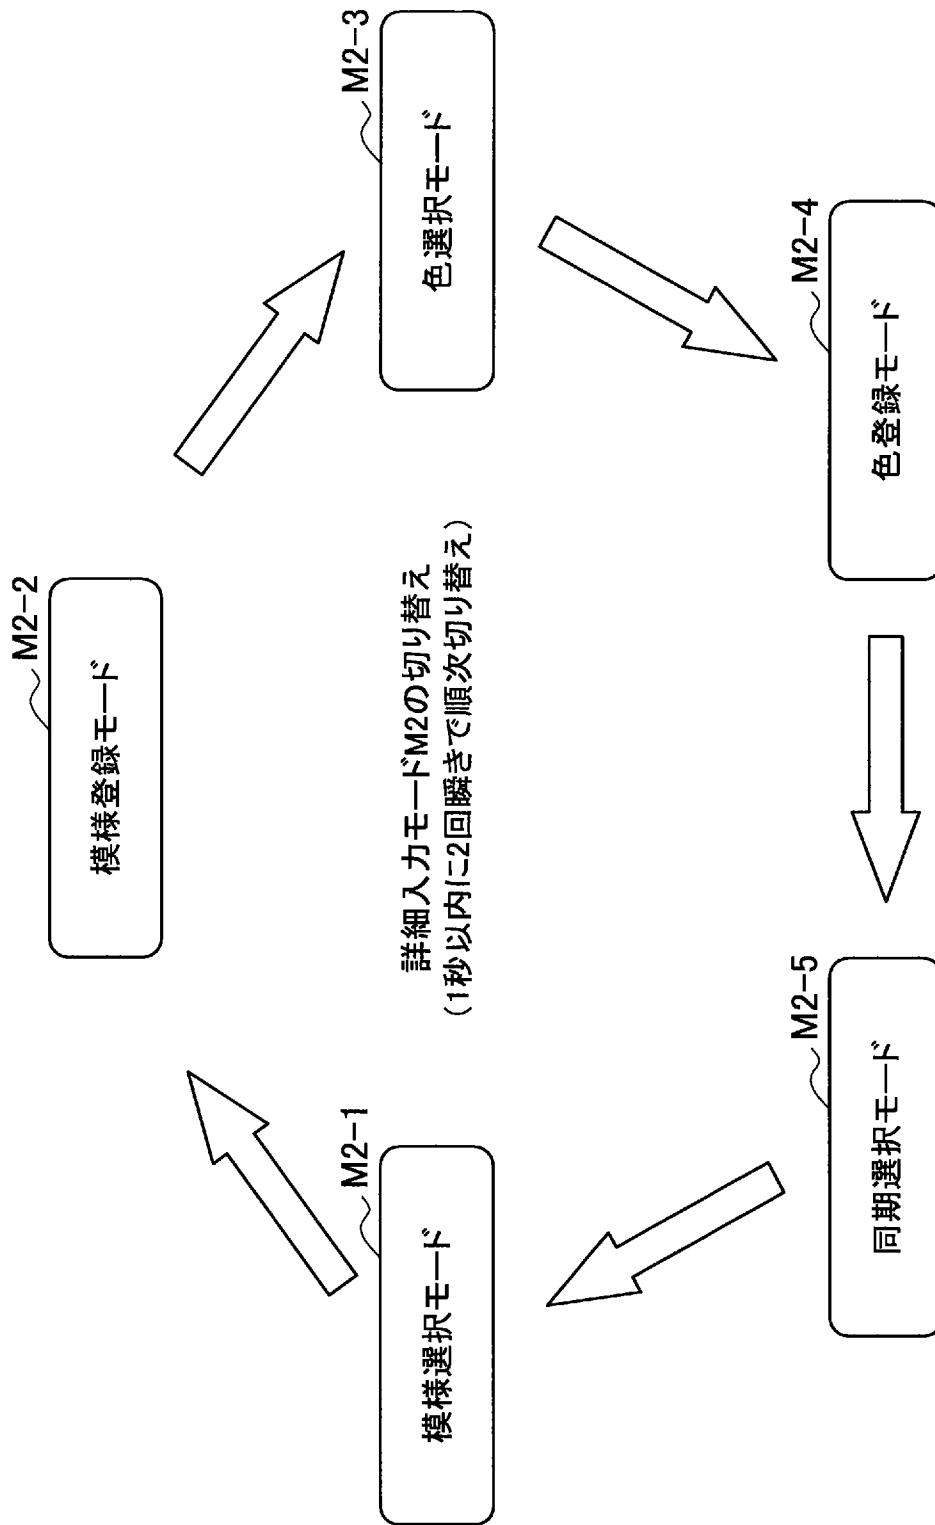 M2-2
模様登録モード
M2-1
模様選択モード
詳細入力モードM2の切り替え
(1秒以内に2回瞬きで順次切り替え)
M2-3
色選択モード
M2-5
同期選択モード
M2-4
色登録モード